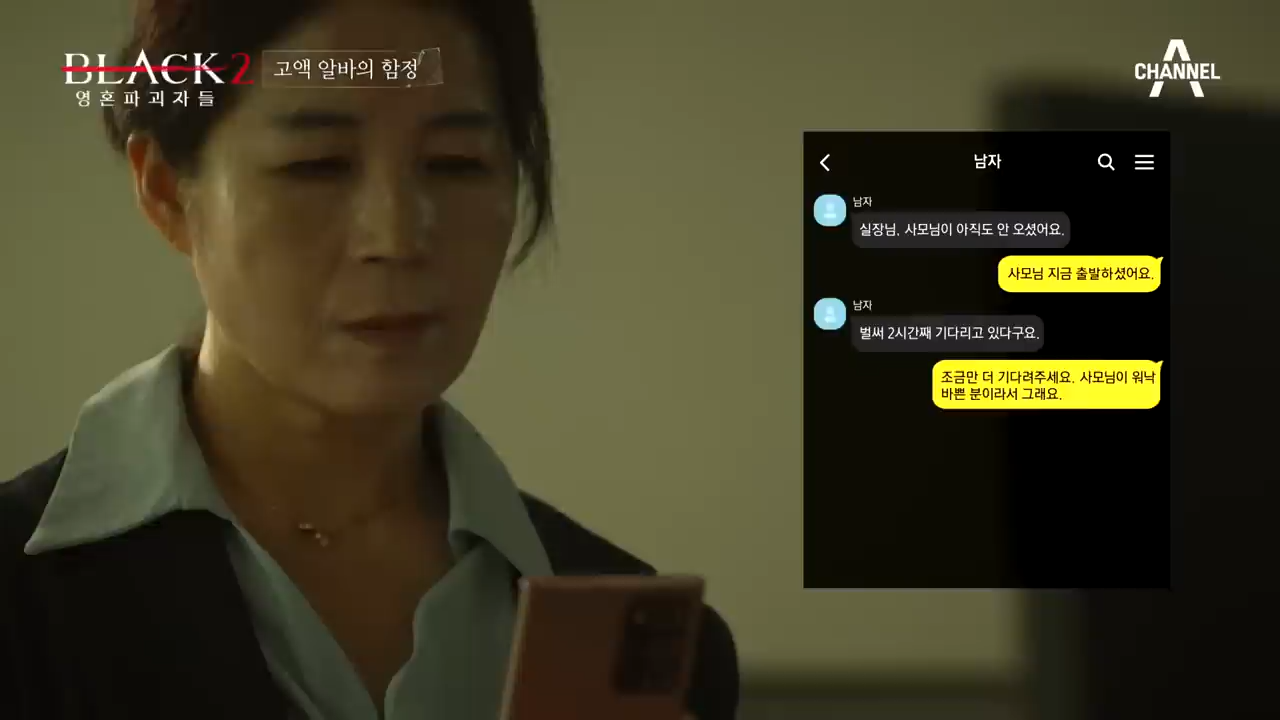 BLACK2
영혼파괴자들
고액 알바의 함정
CHANNEL A
남자
남자
실장님, 사모님이 아직도 안 오셨어요.
사모님 지금 출발하셨어요.
남자
벌써 2시간째 기다리고 있다구요.
조금만 더 기다려주세요. 사모님이 워낙
바쁜 분이라서 그래요.